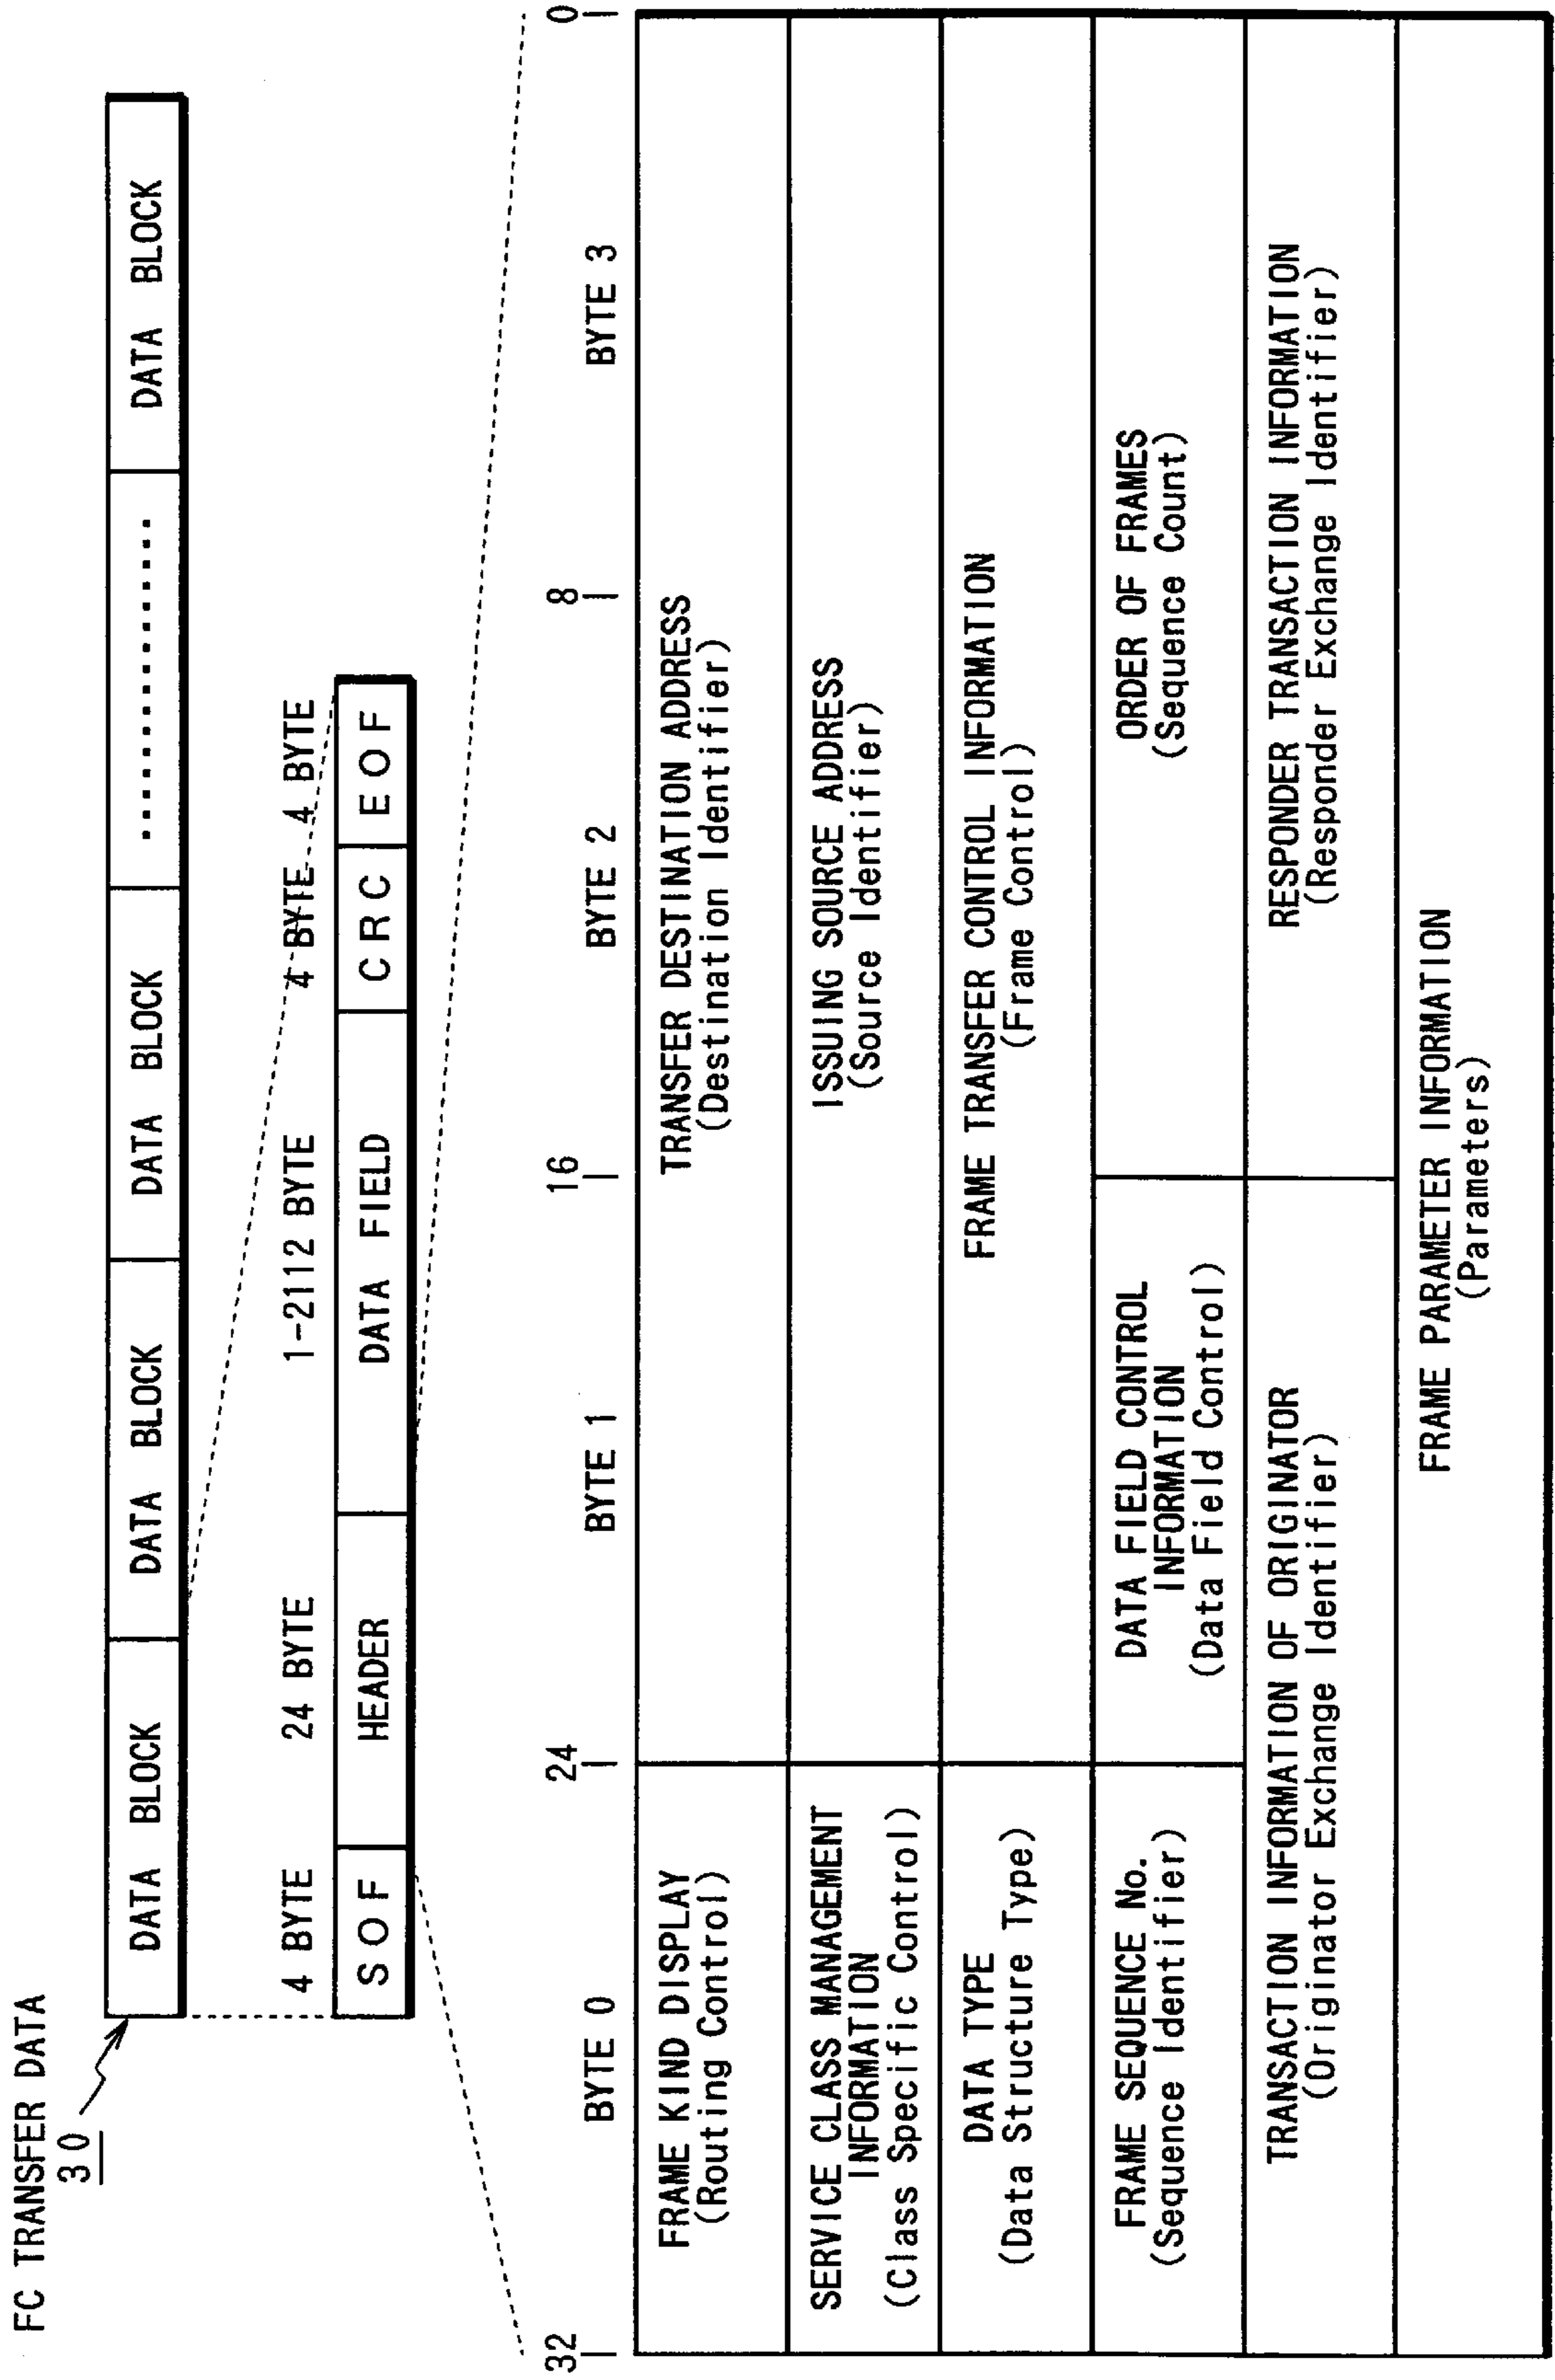 FC TRANSFER DATA
30
DATA BLOCK
DATA BLOCK
DATA BLOCK
..............
DATA BLOCK
4 BYTE
24 BYTE
1-2112 BYTE
4 BYTE
4 BYTE
SOF
HEADER
DATA FIELD
CRC
EOF
32
24
16
8
0
BYTE 0
BYTE 1
BYTE 2
BYTE 3
FRAME KIND DISPLAY
(Routing Control)
TRANSFER DESTINATION ADDRESS
(Destination Identifier)
SERVICE CLASS MANAGEMENT
INFORMATION
(Class Specific Control)
ISSUING SOURCE ADDRESS
(Source Identifier)
DATA TYPE
(Data Structure Type)
FRAME TRANSFER CONTROL INFORMATION
(Frame Control)
FRAME SEQUENCE No.
(Sequence Identifier)
DATA FIELD CONTROL
INFORMATION
(Data Field Control)
ORDER OF FRAMES
(Sequence Count)
TRANSACTION INFORMATION OF ORIGINATOR
(Originator Exchange Identifier)
RESPONDER TRANSACTION INFORMATION
(Responder Exchange Identifier)
FRAME PARAMETER INFORMATION
(Parameters)